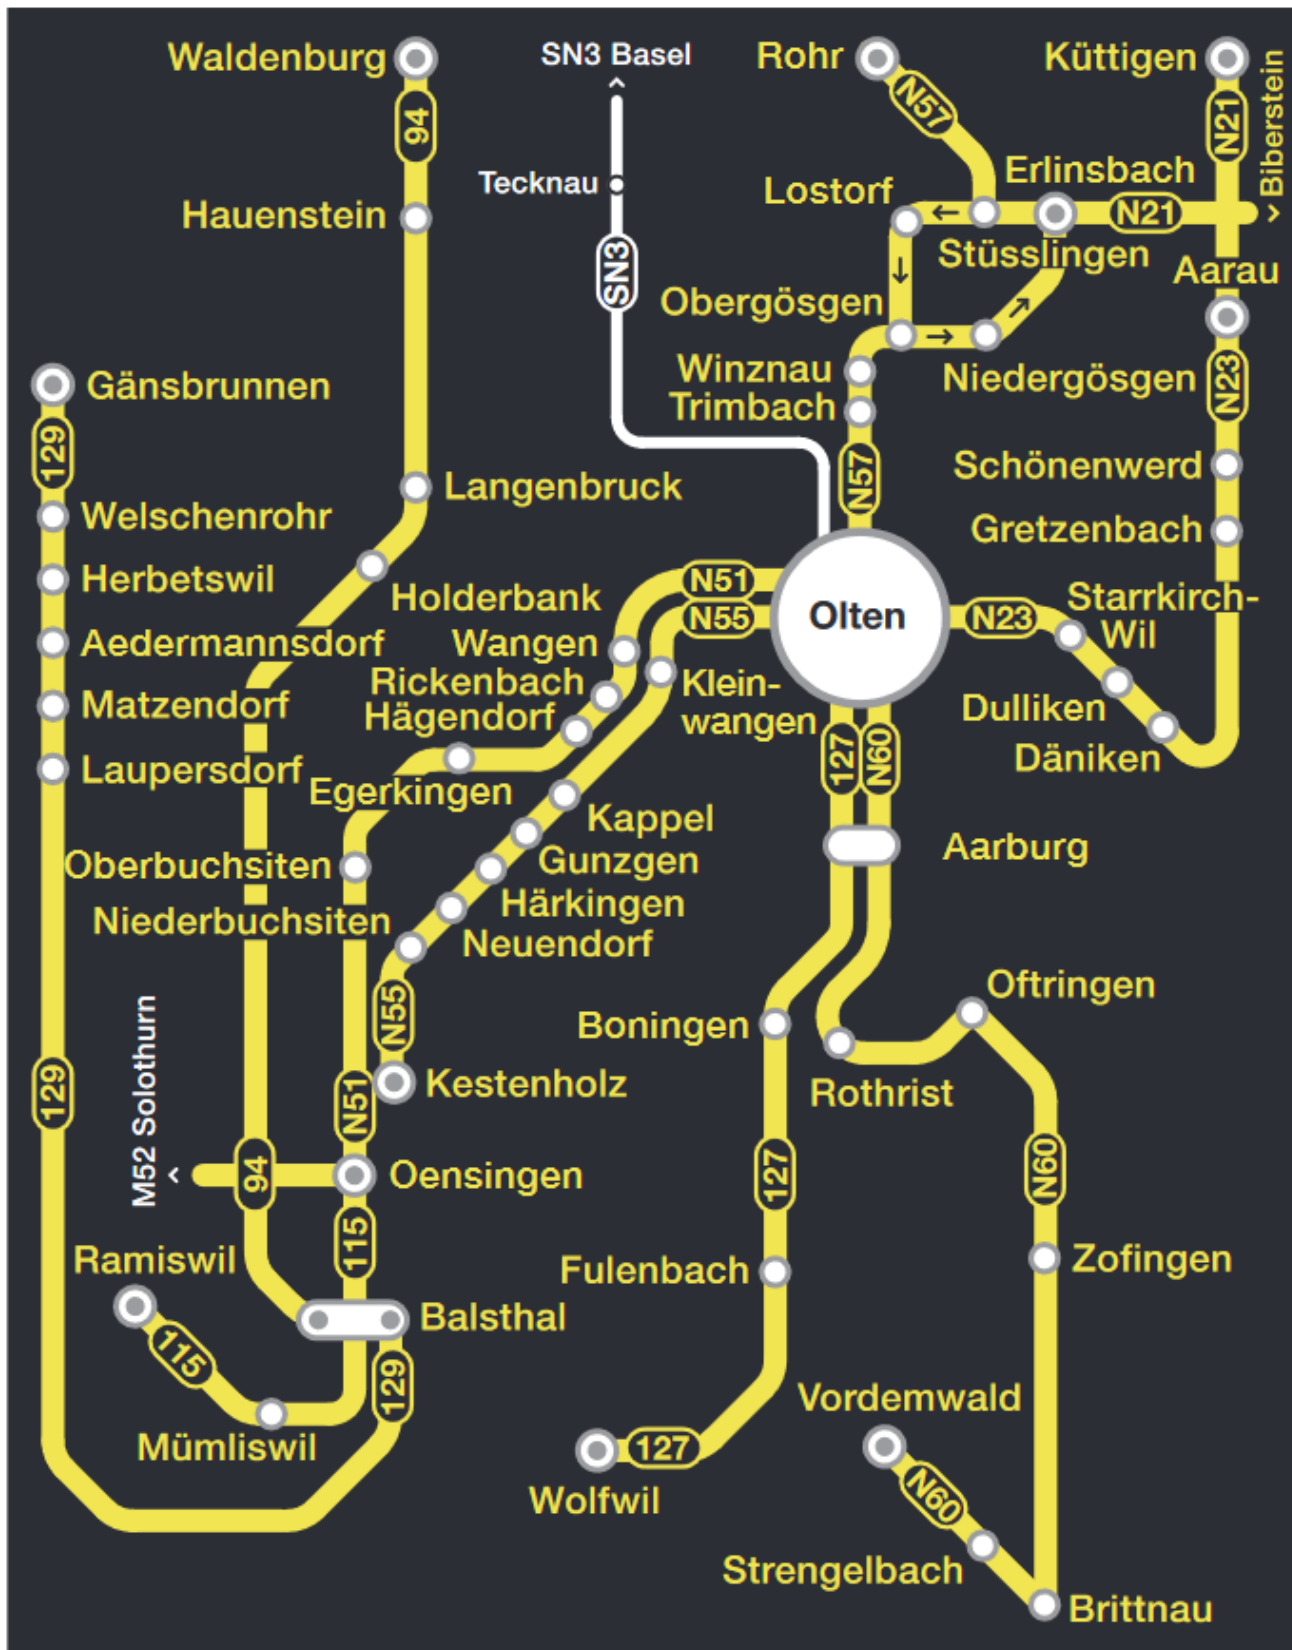 Waldenburg
SN3 Basel
Rohr
Küttigen
94
N57
N21
Biberstein
Tecknau
Erlinsbach
Hauenstein
Lostorf
N21
SN3
Stüsslingen
Aarau
Obergösgen
Gänsbrunnen
Winznau
Niedergösgen
N23
Trimbach
129
N57
Schönenwerd
Langenbruck
Welschenrohr
Gretzenbach
Herbetswil
Holderbank
N51
N55
Olten
N23
Starrkirch-
Wil
Aedermannsdorf
Wangen
Rickenbach
Klein-
wangen
Matzendorf
Hägendorf
Dulliken
127
N60
Däniken
Laupersdorf
Egerkingen
Kappel
Aarburg
Oberbuchsiten
Gunzgen
Niederbuchsiten
Härkingen
Neuendorf
Oftringen
M52 Solothurn
N55
Boningen
129
N51
Kestenholz
Rothrist
94
Oensingen
127
N60
Ramiswil
115
Fulenbach
Zofingen
Balsthal
115
129
Vordemwald
Mümliswil
127
Wolfwil
N60
Strengelbach
Brittnau